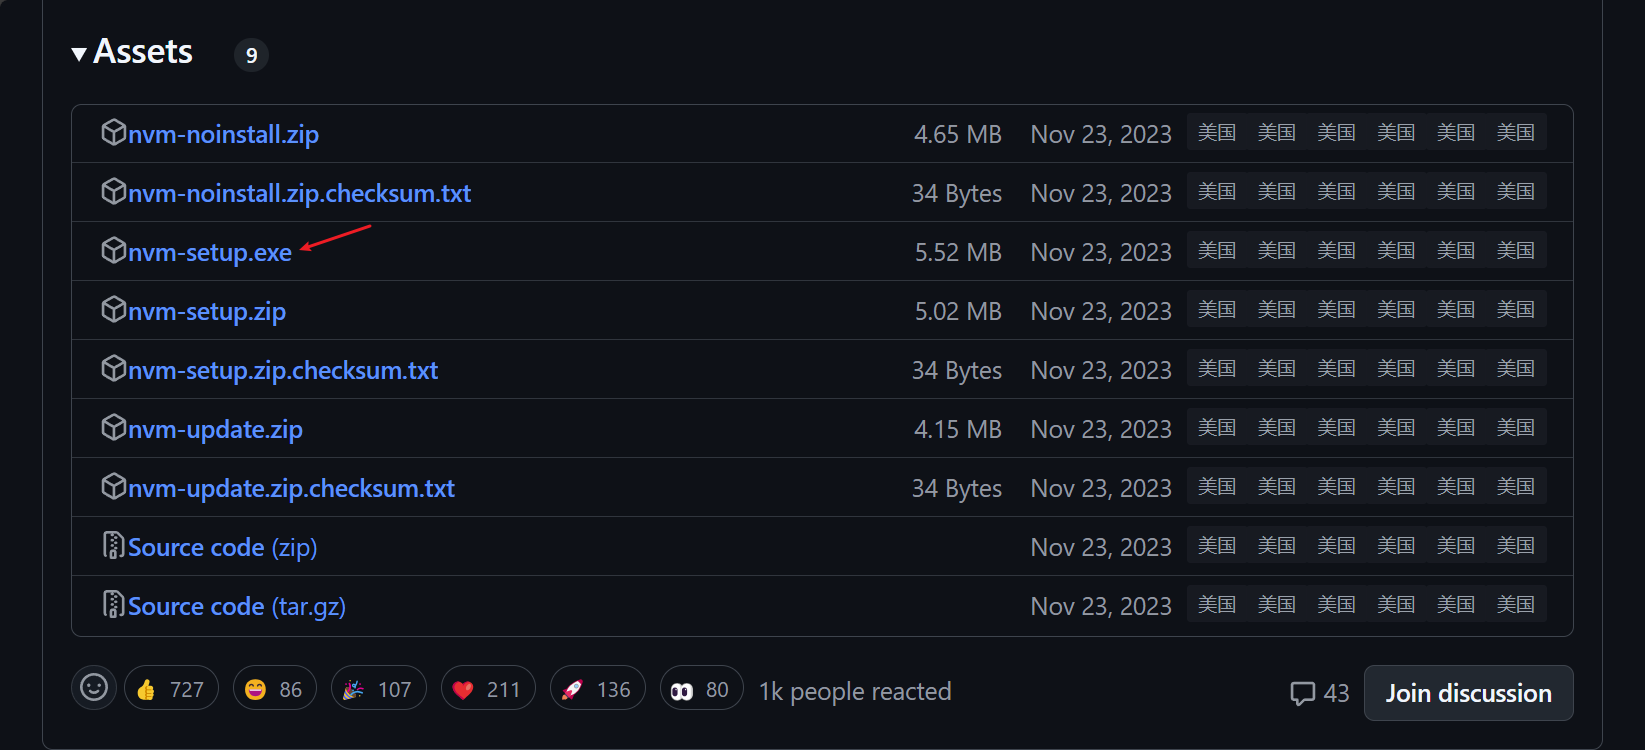 Assets 9
nvm-noinstall.zip 4.65 MB Nov 23, 2023 美国 美国 美国 美国 美国 美国
nvm-noinstall.zip.checksum.txt 34 Bytes Nov 23, 2023 美国 美国 美国 美国 美国 美国
nvm-setup.exe 5.52 MB Nov 23, 2023 美国 美国 美国 美国 美国 美国
nvm-setup.zip 5.02 MB Nov 23, 2023 美国 美国 美国 美国 美国 美国
nvm-setup.zip.checksum.txt 34 Bytes Nov 23, 2023 美国 美国 美国 美国 美国 美国
nvm-update.zip 4.15 MB Nov 23, 2023 美国 美国 美国 美国 美国 美国
nvm-update.zip.checksum.txt 34 Bytes Nov 23, 2023 美国 美国 美国 美国 美国 美国
Source code (zip) Nov 23, 2023 美国 美国 美国 美国 美国 美国
Source code (tar.gz) Nov 23, 2023 美国 美国 美国 美国 美国 美国
👍 727 😄 86 🎉 107 ❤️ 211 🚀 136 👀 80 1k people reacted 43 Join discussion